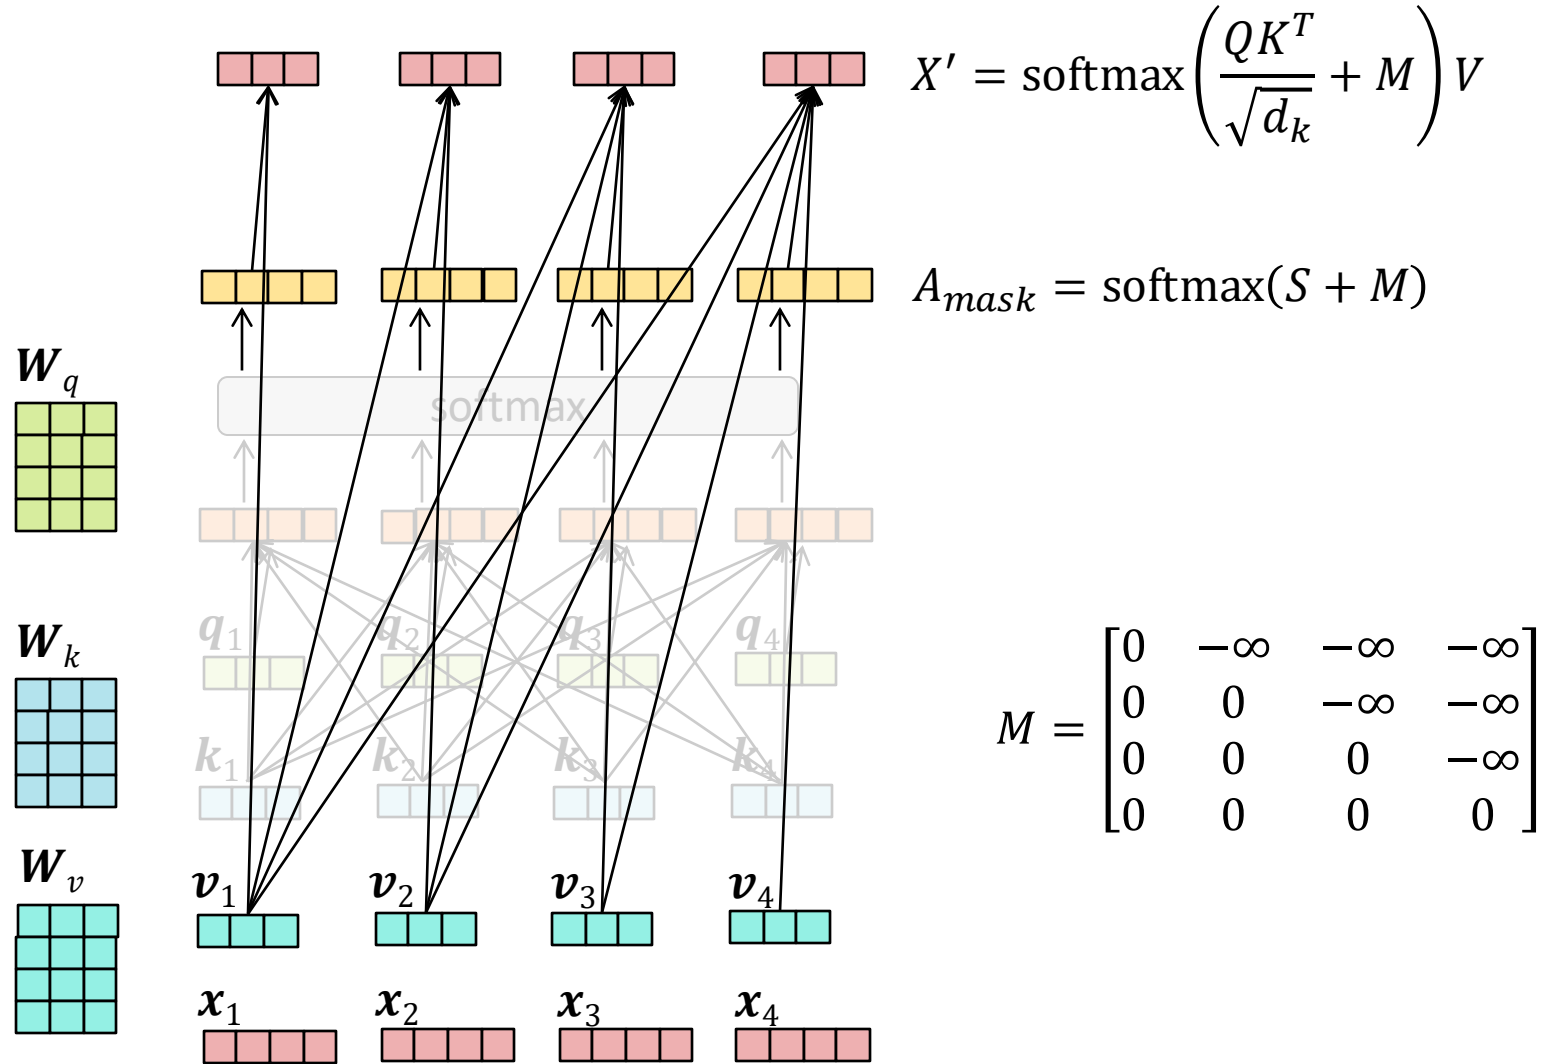 X′ = softmax(QK^T / √d_k + M) V
A_mask = softmax(S + M)
W_q
softmax
q_1 q_2 q_3 q_4
W_k
M = [0 −∞ −∞ −∞
0 0 −∞ −∞
0 0 0 −∞
0 0 0 0]
k_1 k_2 k_3 k_4
W_v
v_1 v_2 v_3 v_4
x_1 x_2 x_3 x_4